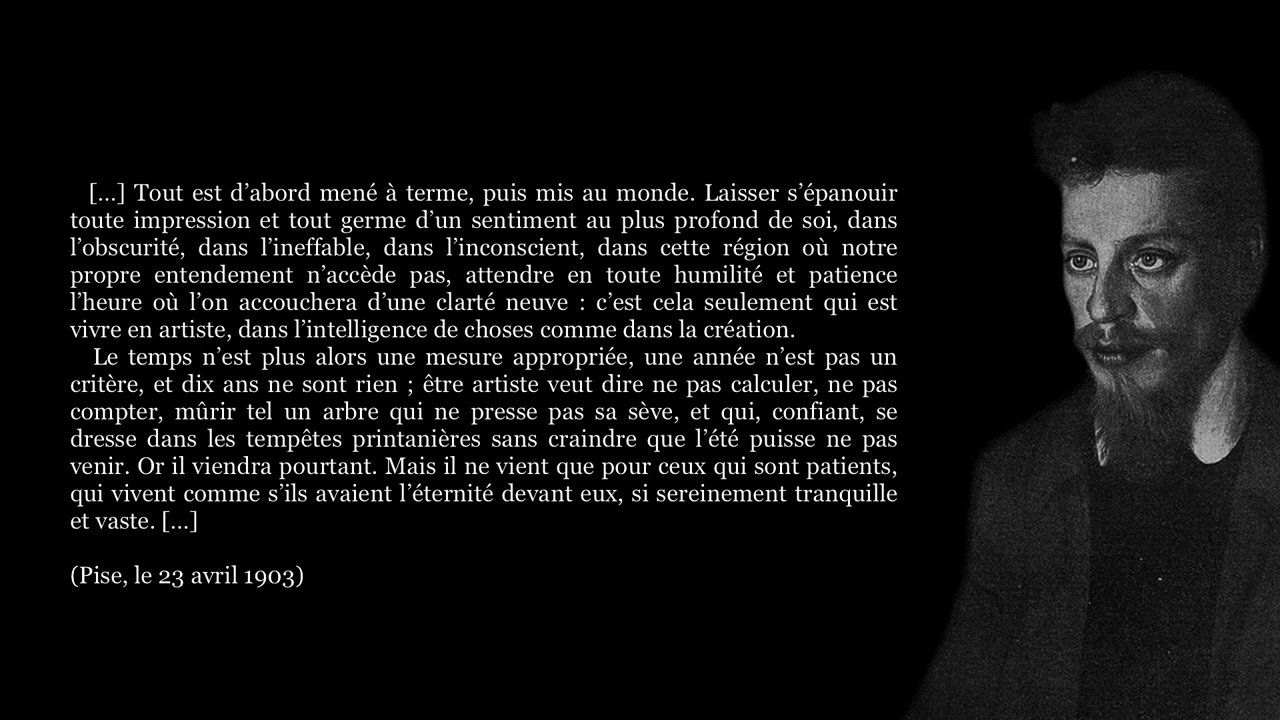 […] Tout est d’abord mené à terme, puis mis au monde. Laisser s’épanouir
toute impression et tout germe d’un sentiment au plus profond de soi, dans
l’obscurité, dans l’ineffable, dans l’inconscient, dans cette région où notre
propre entendement n’accède pas, attendre en toute humilité et patience
l’heure où l’on accouchera d’une clarté neuve : c’est cela seulement qui est
vivre en artiste, dans l’intelligence de choses comme dans la création.
Le temps n’est plus alors une mesure appropriée, une année n’est pas un
critère, et dix ans ne sont rien ; être artiste veut dire ne pas calculer, ne pas
compter, mûrir tel un arbre qui ne presse pas sa sève, et qui, confiant, se
dresse dans les tempêtes printanières sans craindre que l’été puisse ne pas
venir. Or il viendra pourtant. Mais il ne vient que pour ceux qui sont patients,
qui vivent comme s’ils avaient l’éternité devant eux, si sereinement tranquille
et vaste. […]
(Pise, le 23 avril 1903)